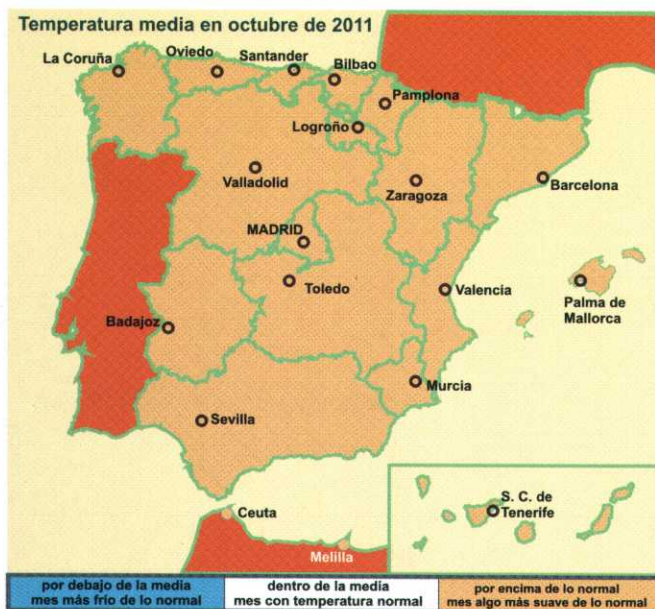 Temperatura media en octubre de 2011
La Coruña
Oviedo
Santander
Bilbao
Pamplona
Logroño
Valladolid
Zaragoza
Barcelona
MADRID
Toledo
Valencia
Palma de
Mallorca
Badajoz
Murcia
Sevilla
S. C. de
Tenerife
Ceuta
Melilla
por debajo de la media
mes más frío de lo normal
dentro de la media
mes con temperatura normal
por encima de lo normal
mes algo más suave de lo normal